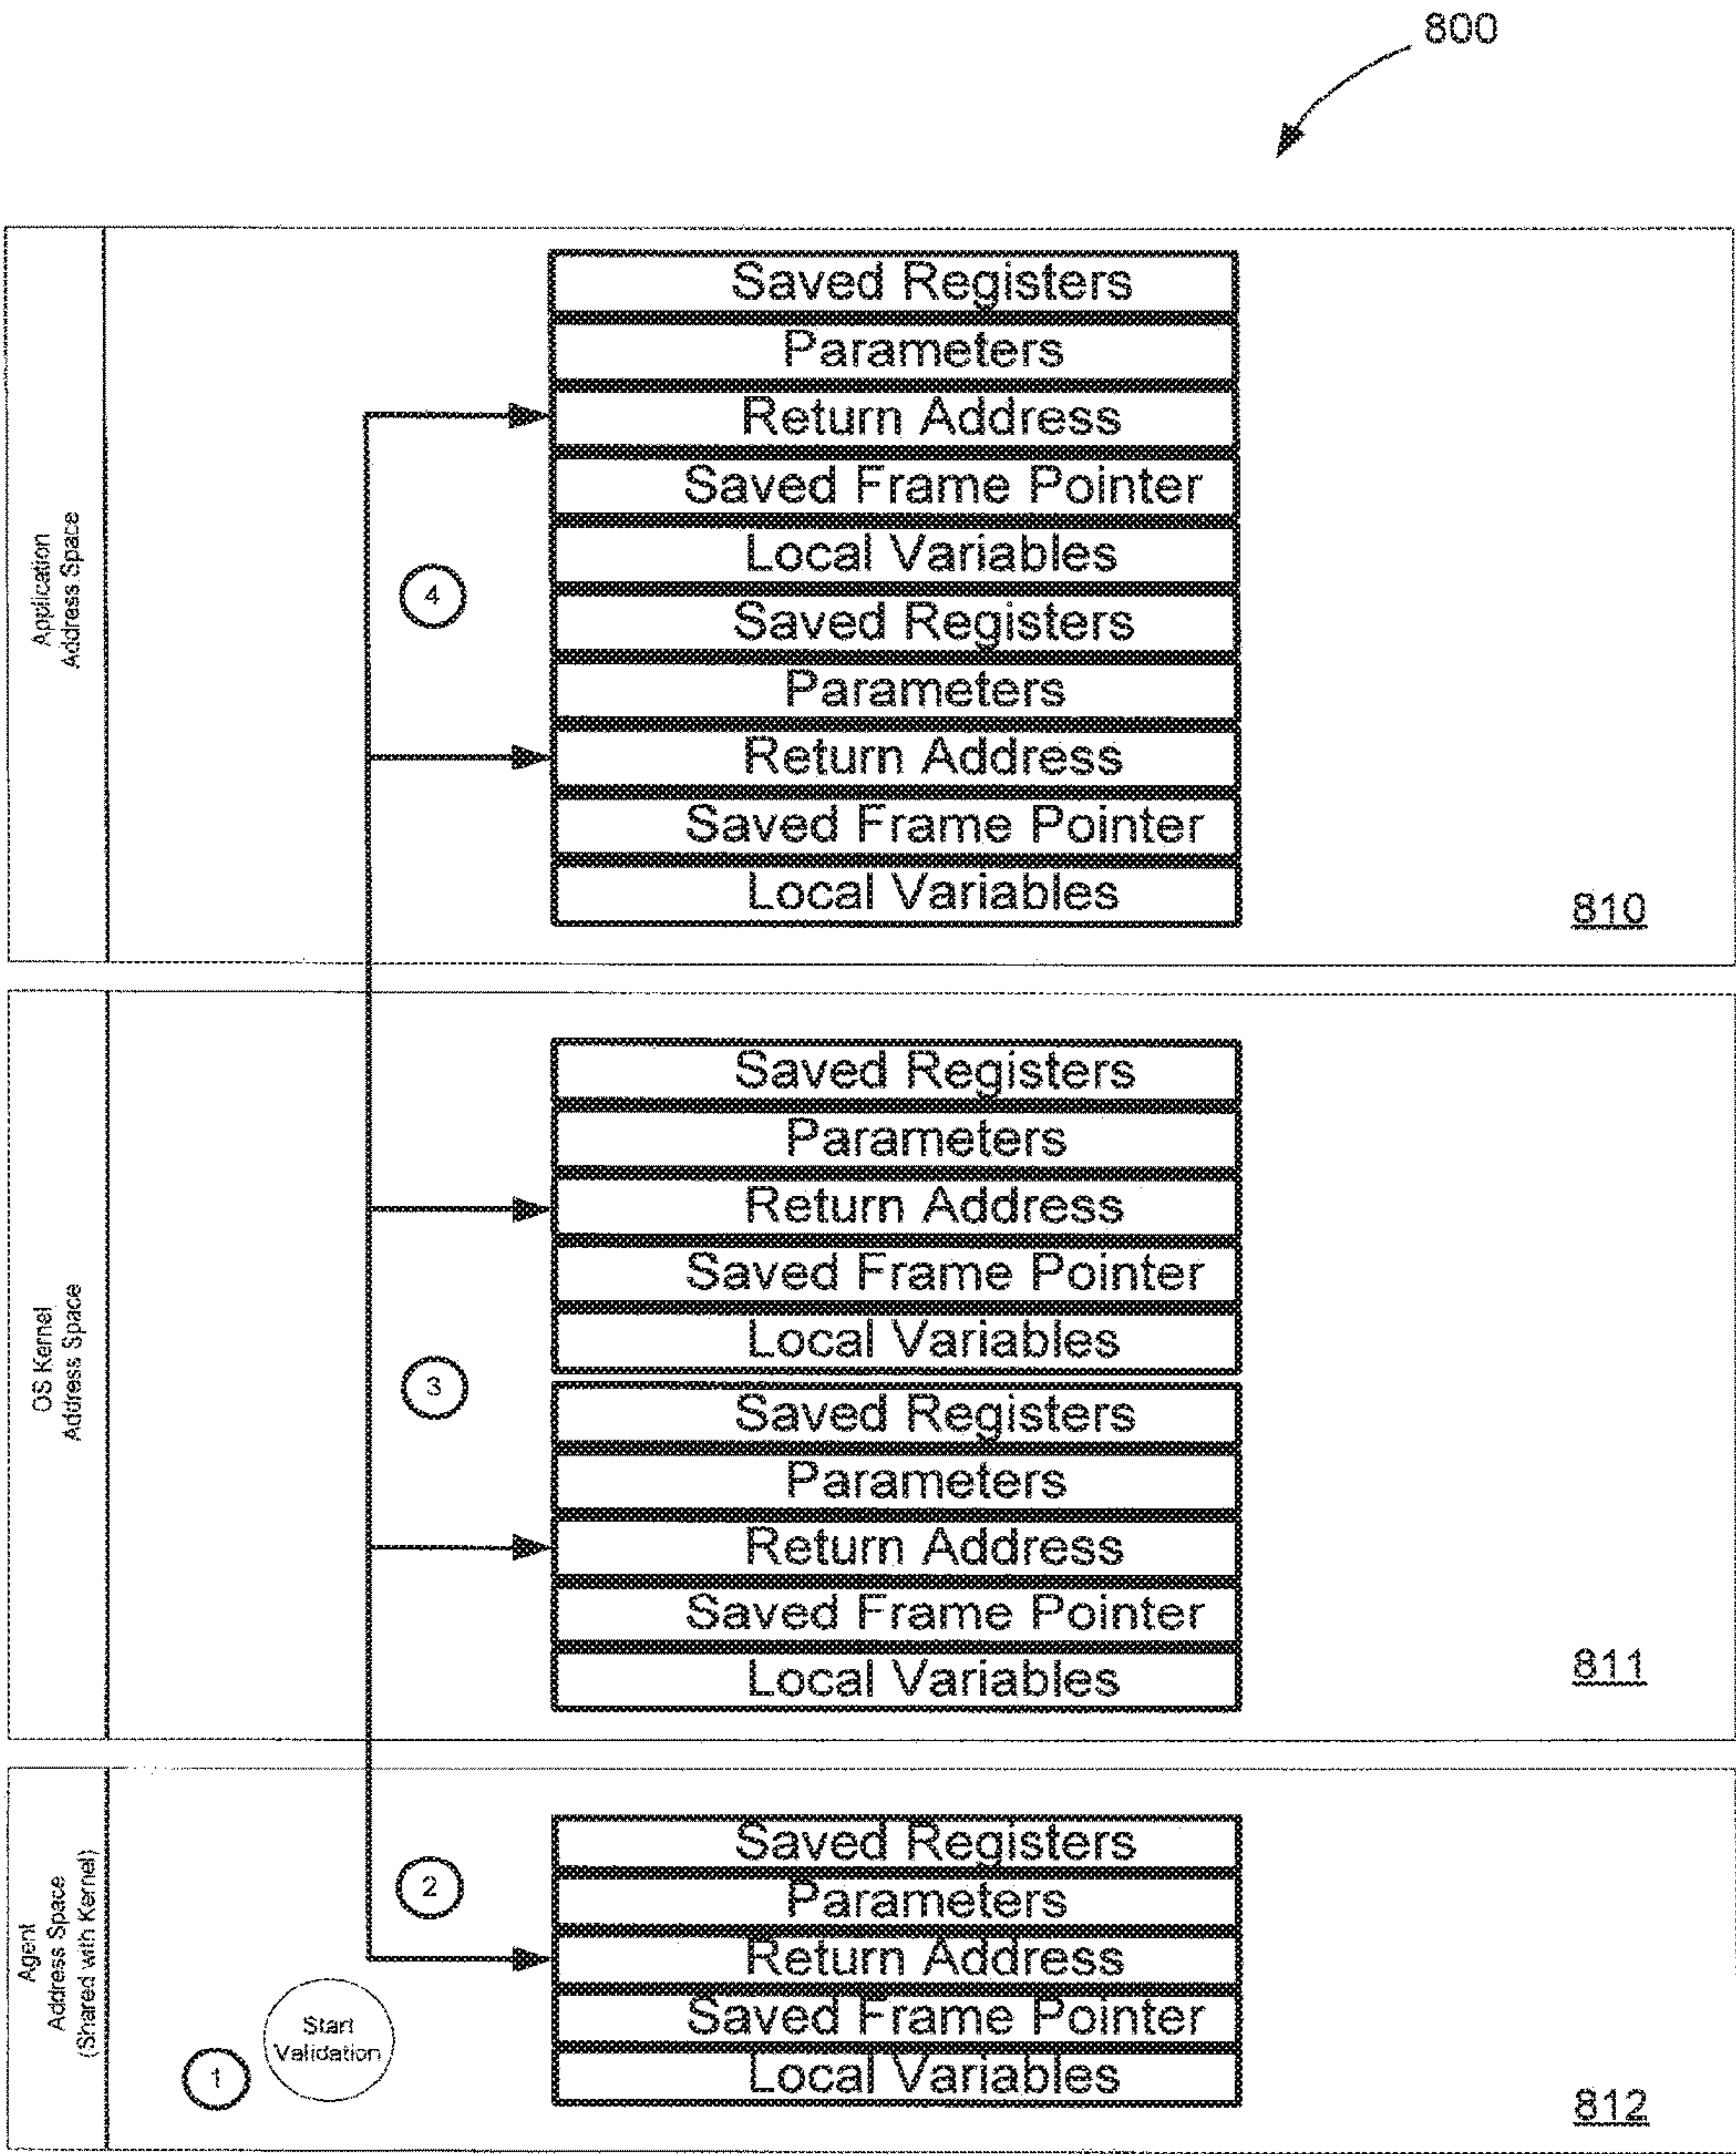 800
Application
Address Space
Saved Registers
Parameters
Return Address
Saved Frame Pointer
Local Variables
4
Saved Registers
Parameters
Return Address
Saved Frame Pointer
Local Variables
810
OS Kernel
Address Space
Saved Registers
Parameters
Return Address
Saved Frame Pointer
Local Variables
3
Saved Registers
Parameters
Return Address
Saved Frame Pointer
Local Variables
811
Agent
Address Space
(Shared with Kernel)
Saved Registers
2
Parameters
Return Address
Saved Frame Pointer
Start
Validation
1
Local Variables
812